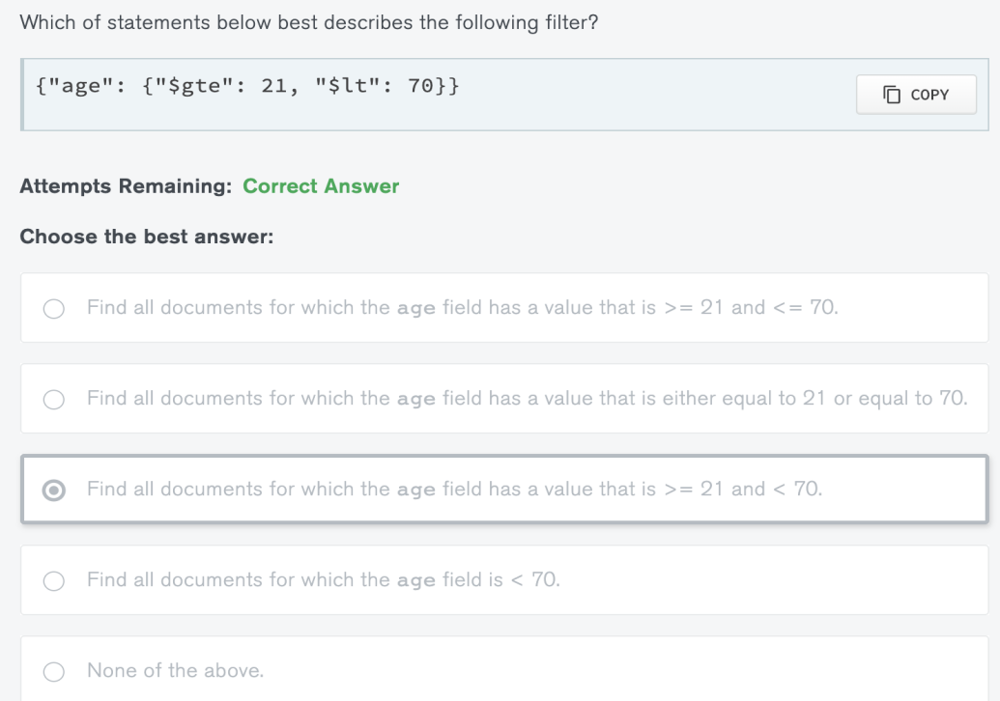 Which of statements below best describes the following filter?
{"age": {"$gte": 21, "$lt": 70}}
COPY
Attempts Remaining: Correct Answer
Choose the best answer:
Find all documents for which the age field has a value that is >= 21 and <= 70.
Find all documents for which the age field has a value that is either equal to 21 or equal to 70.
Find all documents for which the age field has a value that is >= 21 and < 70.
Find all documents for which the age field is < 70.
None of the above.